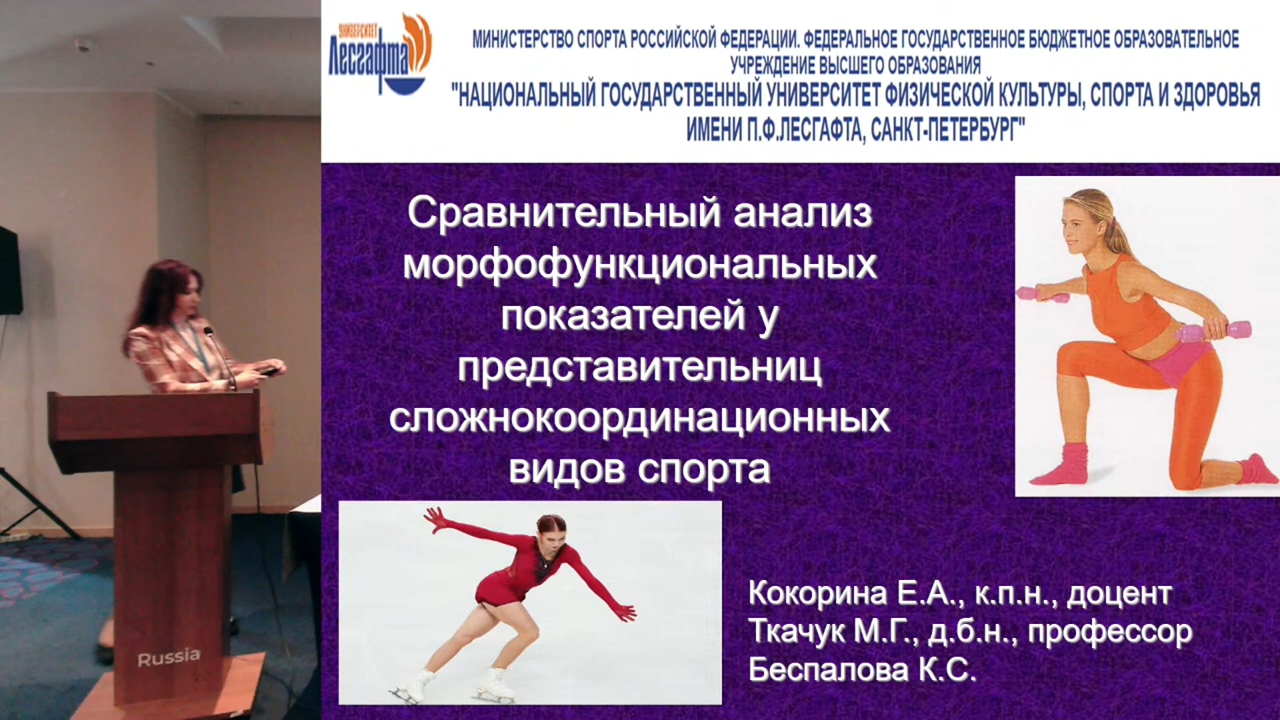 УНИВЕРСИТЕТ
Лесгафта
МИНИСТЕРСТВО СПОРТА РОССИЙСКОЙ ФЕДЕРАЦИИ. ФЕДЕРАЛЬНОЕ ГОСУДАРСТВЕННОЕ БЮДЖЕТНОЕ ОБРАЗОВАТЕЛЬНОЕ
УЧРЕЖДЕНИЕ ВЫСШЕГО ОБРАЗОВАНИЯ
"НАЦИОНАЛЬНЫЙ ГОСУДАРСТВЕННЫЙ УНИВЕРСИТЕТ ФИЗИЧЕСКОЙ КУЛЬТУРЫ, СПОРТА И ЗДОРОВЬЯ
ИМЕНИ П.Ф.ЛЕСГАФТА, САНКТ-ПЕТЕРБУРГ"
Сравнительный анализ
морфофункциональных
показателей у
представительниц
сложнокоординационных
видов спорта
Кокорина Е.А., к.п.н., доцент
Ткачук М.Г., д.б.н., профессор
Беспалова К.С.
Russia